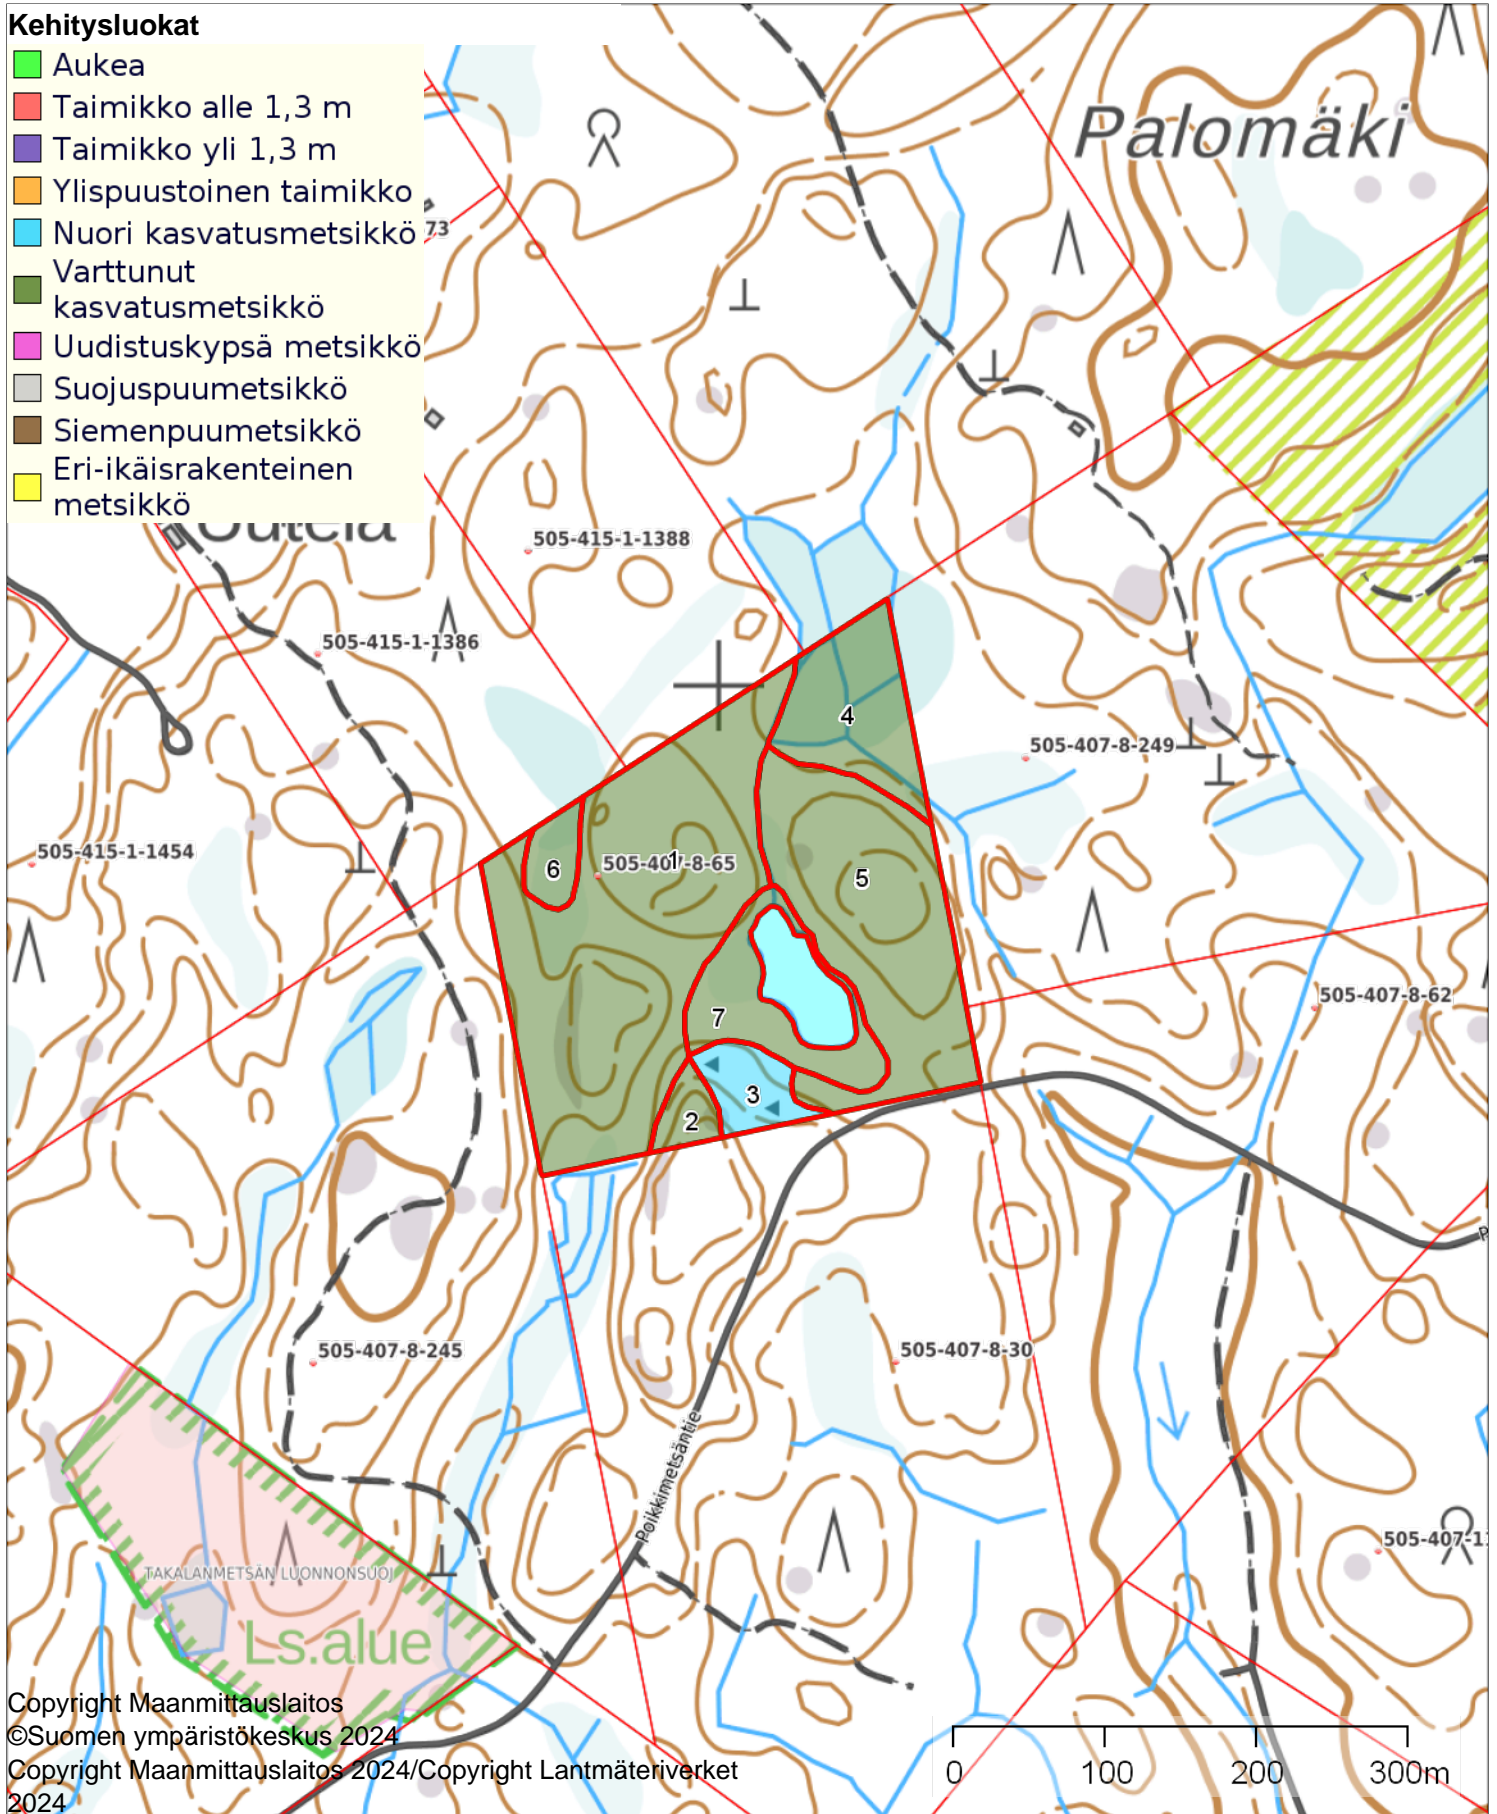 Kehitysluokat
Aukea
Taimikko alle 1,3 m
Taimikko yli 1,3 m
Ylispuustoinen taimikko
Nuori kasvatusmetsikkö
Varttunut
kasvatusmetsikkö
Uudistuskypsä metsikkö
Suojuspuumetsikkö
Siemenpuumetsikkö
Eri-ikäisrakenteinen
metsikkö
Palomäki
73
505-415-1-1388
505-415-1-1386
505-407-8-249
505-415-1-1454
505-407-8-65
505-407-8-62
505-407-8-245
505-407-8-30
505-407-1
1
2
3
4
5
6
7
Poikkimetsäntie
TAKALANMETSÄN LUONNONSUOJ
Ls.alue
Copyright Maanmittauslaitos
©Suomen ympäristökeskus 2024
Copyright Maanmittauslaitos 2024/Copyright Lantmäteriverket
2024
0 100 200 300m